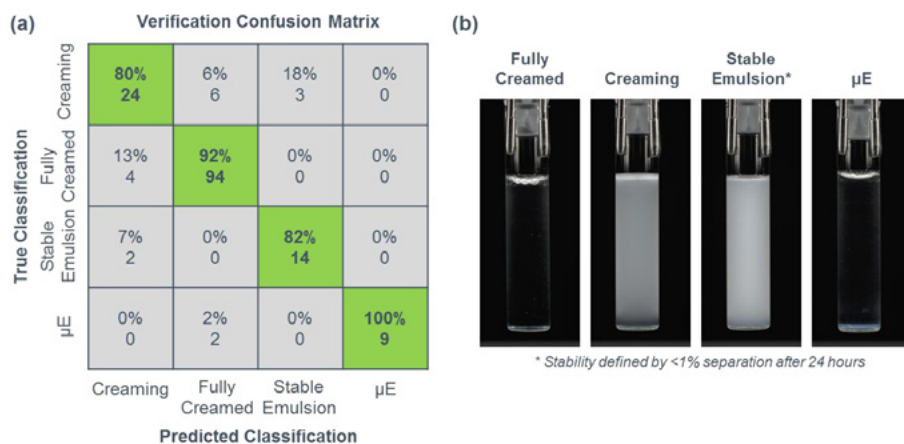 (a)
Verification Confusion Matrix
True Classification
Creaming
80%
24
6%
6
18%
3
0%
0
Fully
Creamed
13%
4
92%
94
0%
0
0%
0
Stable
Emulsion
7%
2
0%
0
82%
14
0%
0
µE
0%
0
2%
2
0%
0
100%
9
Creaming
Fully
Creamed
Stable
Emulsion
µE
Predicted Classification
(b)
Fully
Creamed
Creaming
Stable
Emulsion*
µE
* Stability defined by <1% separation after 24 hours